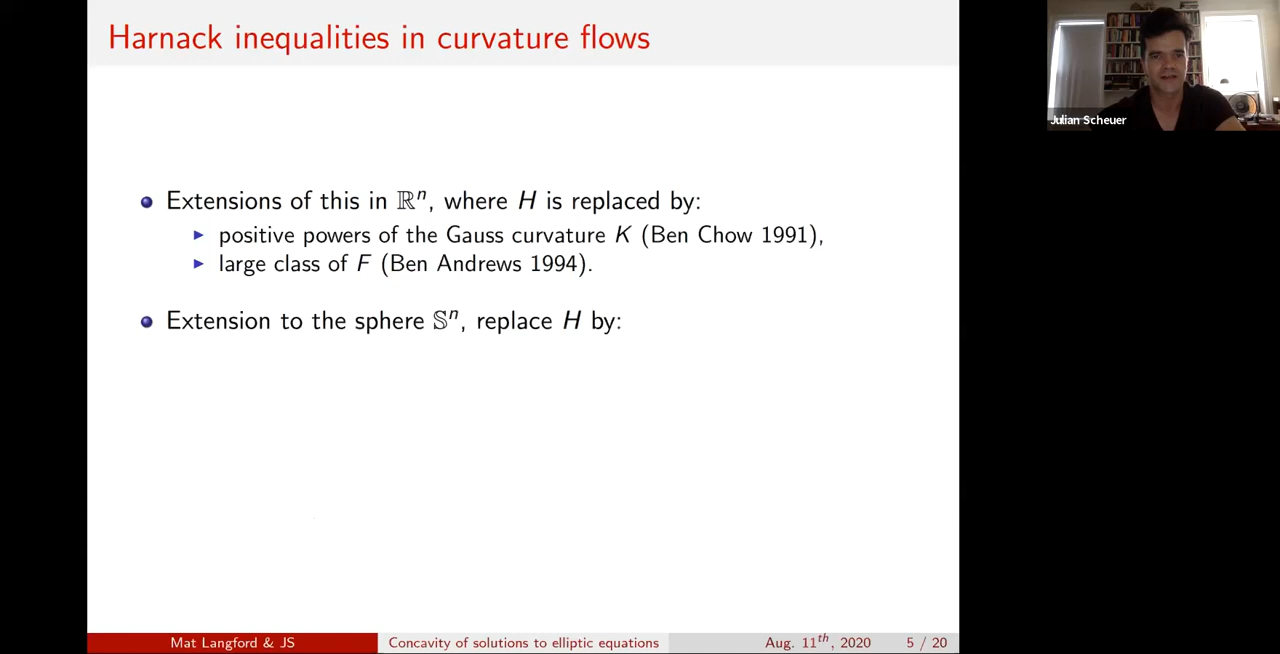 Harnack inequalities in curvature flows
Julian Scheuer
Extensions of this in ℝⁿ, where H is replaced by:
positive powers of the Gauss curvature K (Ben Chow 1991),
large class of F (Ben Andrews 1994).
Extension to the sphere 𝕊ⁿ, replace H by:
Mat Langford & JS
Concavity of solutions to elliptic equations
Aug. 11ᵗʰ, 2020
5 / 20